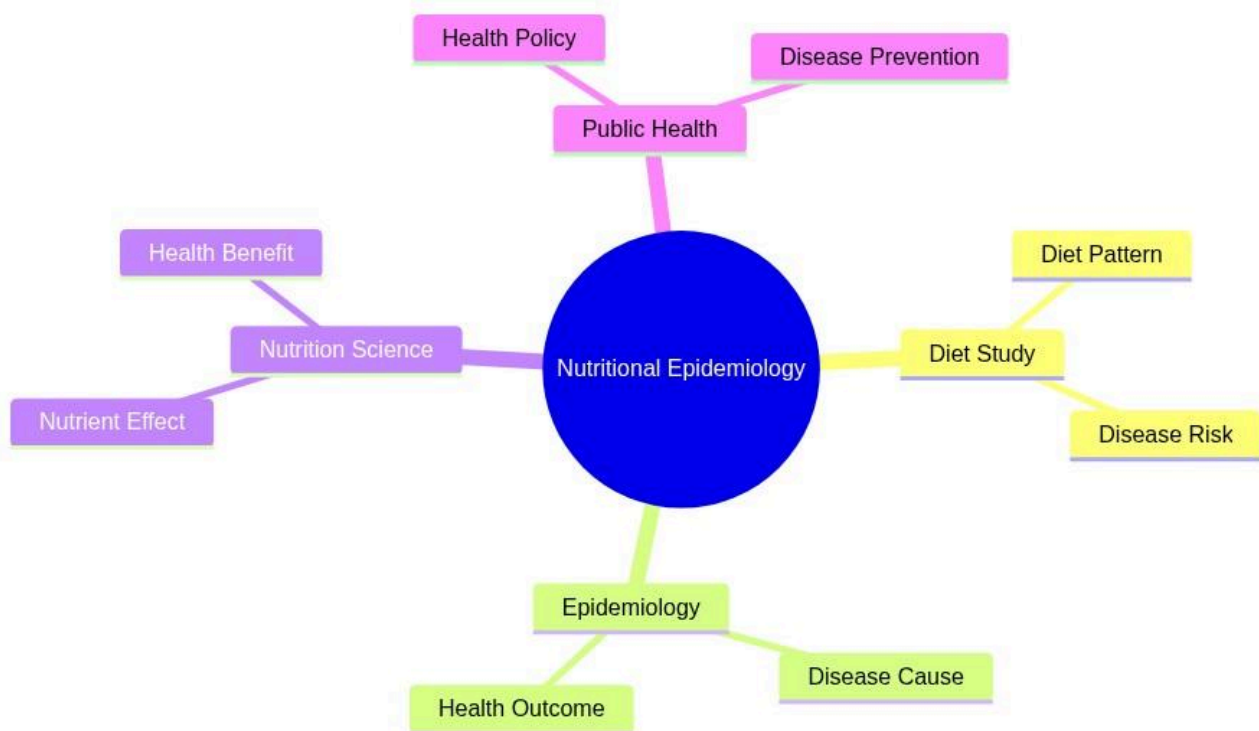 Health Policy
Disease Prevention
Public Health
Health Benefit
Diet Pattern
Nutrition Science
Nutritional Epidemiology
Diet Study
Nutrient Effect
Disease Risk
Epidemiology
Disease Cause
Health Outcome